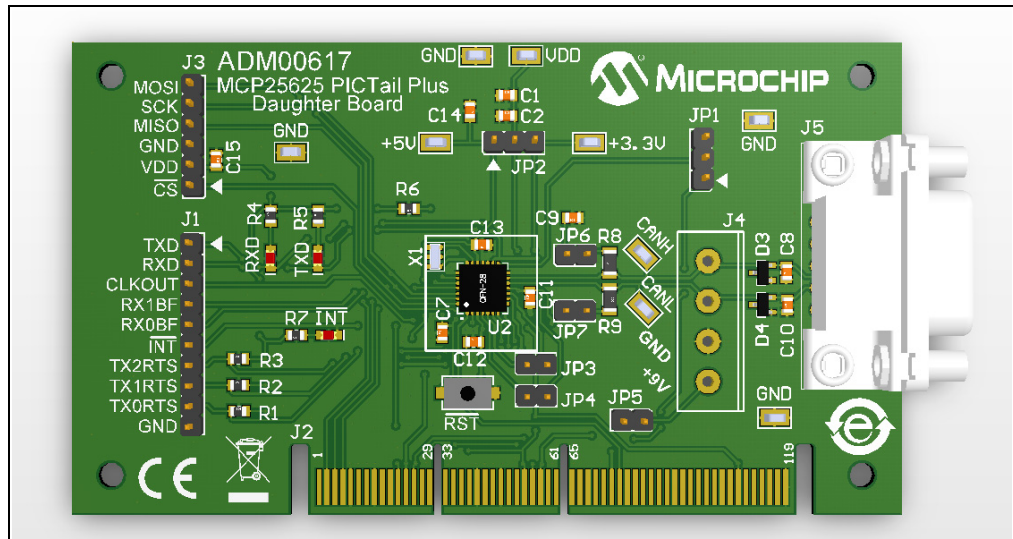 ADM00617
MCP25625 PICTail Plus
Daughter Board
J3
MOSI
SCK
MISO
GND
VDD
CS
C15
GND
GND
VDD
C14
C1
C2
+5V
+3.3V
JP2
MICROCHIP
JP1
GND
J5
J1
TXD
RXD
CLKOUT
RX1BF
RX0BF
INT
TX2RTS
TX1RTS
TX0RTS
GND
R4
R5
RXD
TXD
R6
R7
INT
R3
R2
R1
X1
C13
QFN-28
C11
C7
U2
C12
RST
C9
JP6
R8
CANH
JP7
R9
CANL
GND
+9V
J4
D3
C8
D4
C10
JP3
JP4
JP5
GND
e
J2
1
29
33
61
65
119
CE